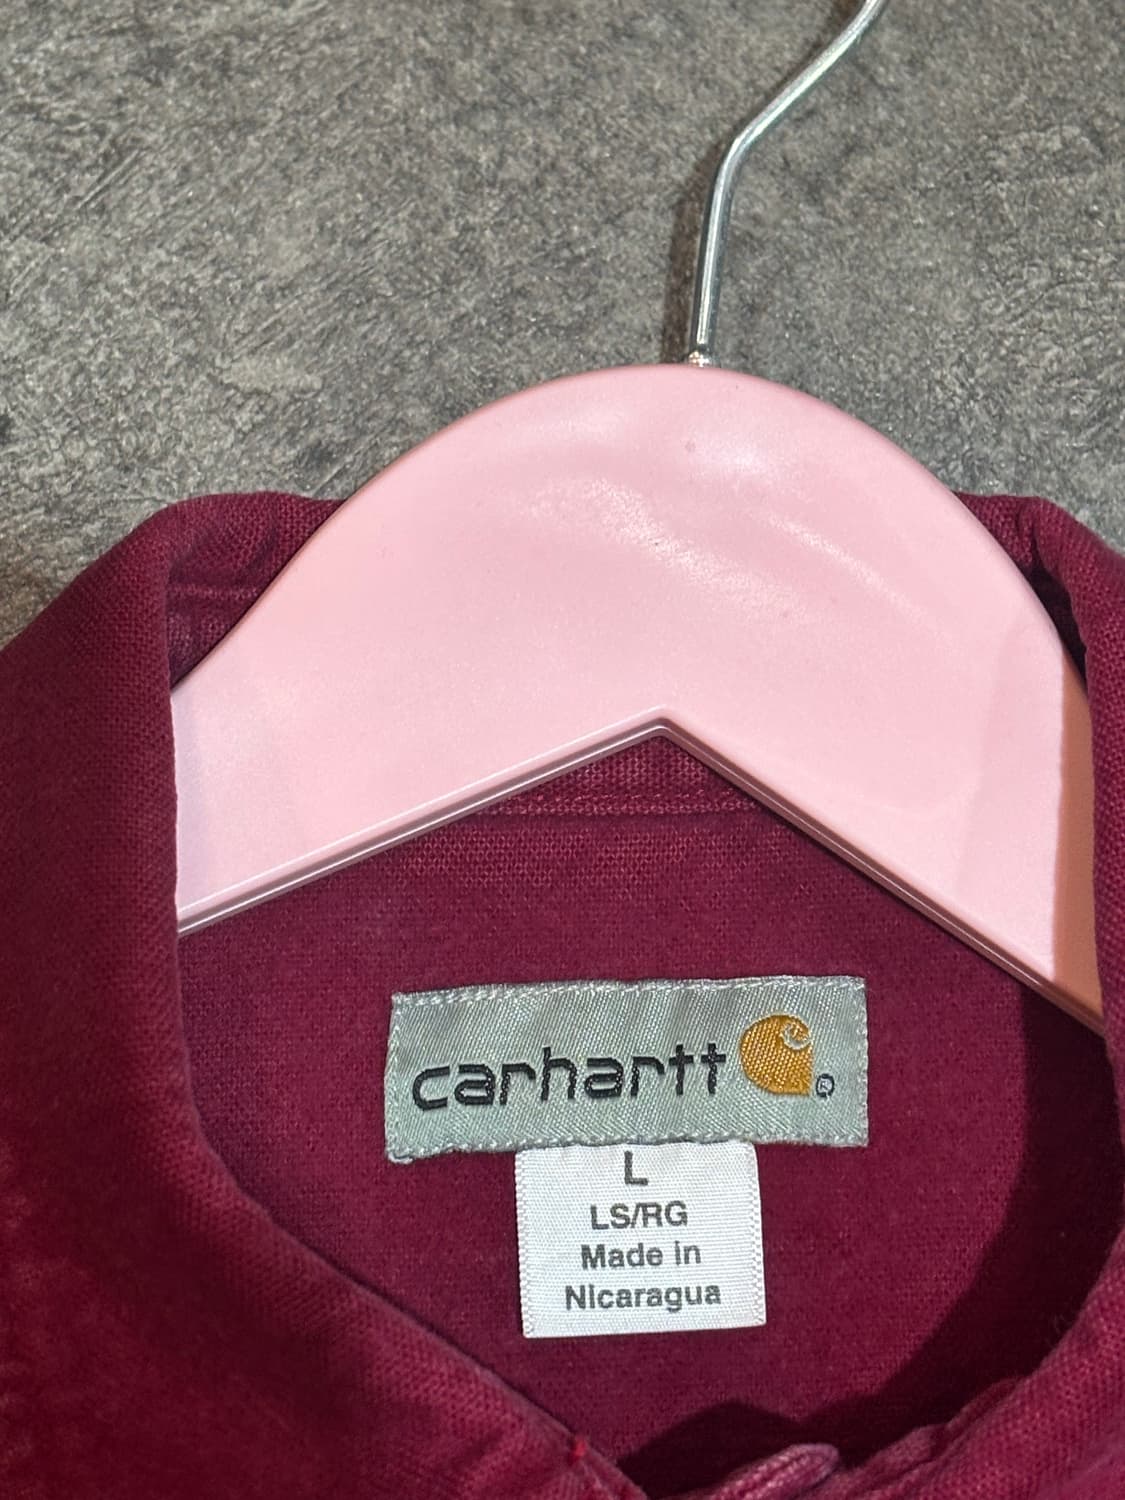 carhartt ®
L
LS/RG
Made in
Nicaragua